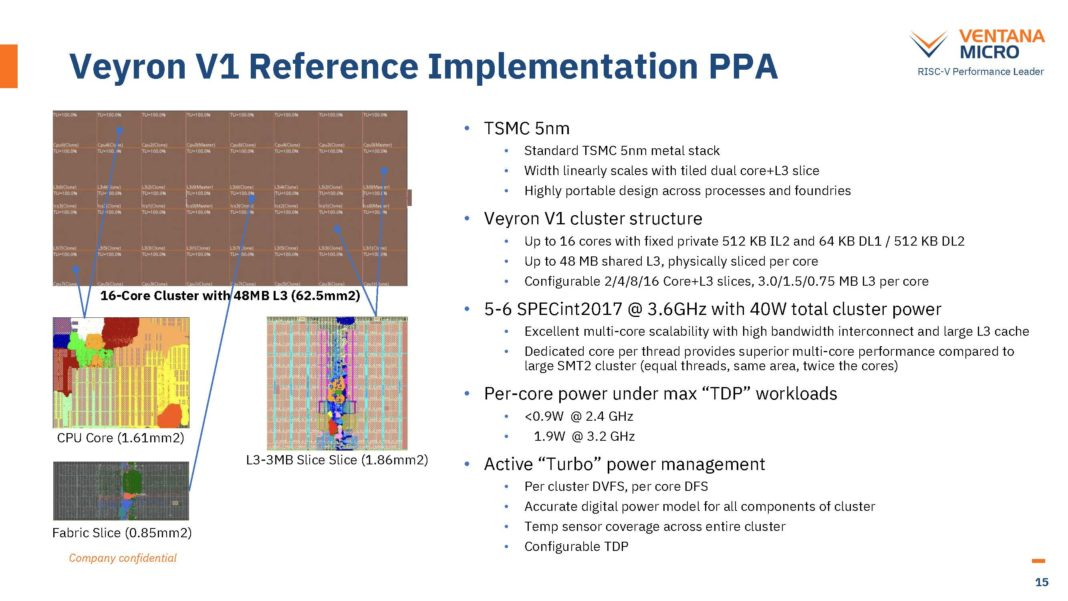 Veyron V1 Reference Implementation PPA
VENTANA
MICRO
RISC-V Performance Leader
16-Core Cluster with 48MB L3 (62.5mm2)
CPU Core (1.61mm2)
L3-3MB Slice Slice (1.86mm2)
Fabric Slice (0.85mm2)
Company confidential
• TSMC 5nm
• Standard TSMC 5nm metal stack
• Width linearly scales with tiled dual core+L3 slice
• Highly portable design across processes and foundries
• Veyron V1 cluster structure
• Up to 16 cores with fixed private 512 KB IL2 and 64 KB DL1 / 512 KB DL2
• Up to 48 MB shared L3, physically sliced per core
• Configurable 2/4/8/16 Core+L3 slices, 3.0/1.5/0.75 MB L3 per core
• 5-6 SPECint2017 @ 3.6GHz with 40W total cluster power
• Excellent multi-core scalability with high bandwidth interconnect and large L3 cache
• Dedicated core per thread provides superior multi-core performance compared to
large SMT2 cluster (equal threads, same area, twice the cores)
• Per-core power under max “TDP” workloads
• <0.9W @ 2.4 GHz
• 1.9W @ 3.2 GHz
• Active “Turbo” power management
• Per cluster DVFS, per core DFS
• Accurate digital power model for all components of cluster
• Temp sensor coverage across entire cluster
• Configurable TDP
15